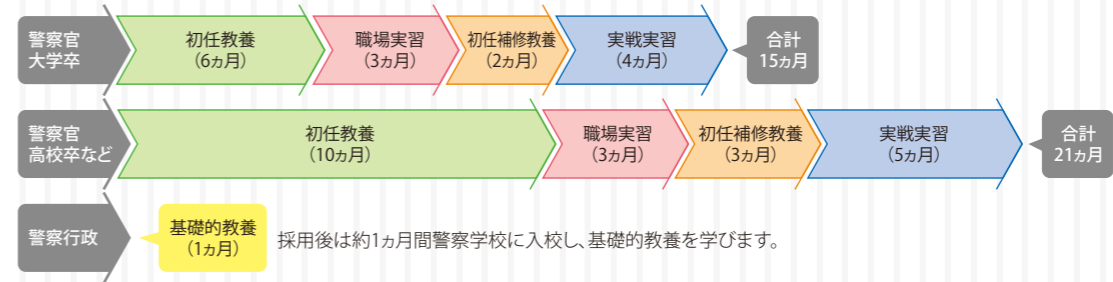 警察官
大学卒
初任教養
(6ヵ月)
職場実習
(3ヵ月)
初任補修教養
(2ヵ月)
実戦実習
(4ヵ月)
合計
15ヵ月
警察官
高校卒など
初任教養
(10ヵ月)
職場実習
(3ヵ月)
初任補修教養
(3ヵ月)
実戦実習
(5ヵ月)
合計
21ヵ月
警察行政
基礎的教養
(1ヵ月)
採用後は約1ヵ月間警察学校に入校し、基礎的教養を学びます。